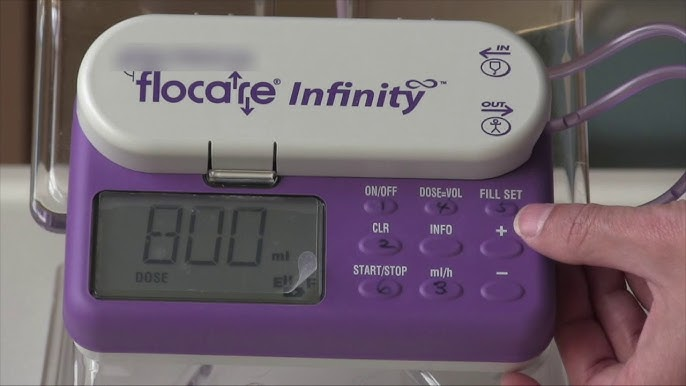 flocare® Infinity™
IN
OUT
ON/OFF DOSE=VOL FILL SET
1 4 5
CLR INFO +
2
START/STOP ml/h −
6 3
800 ml
DOSE